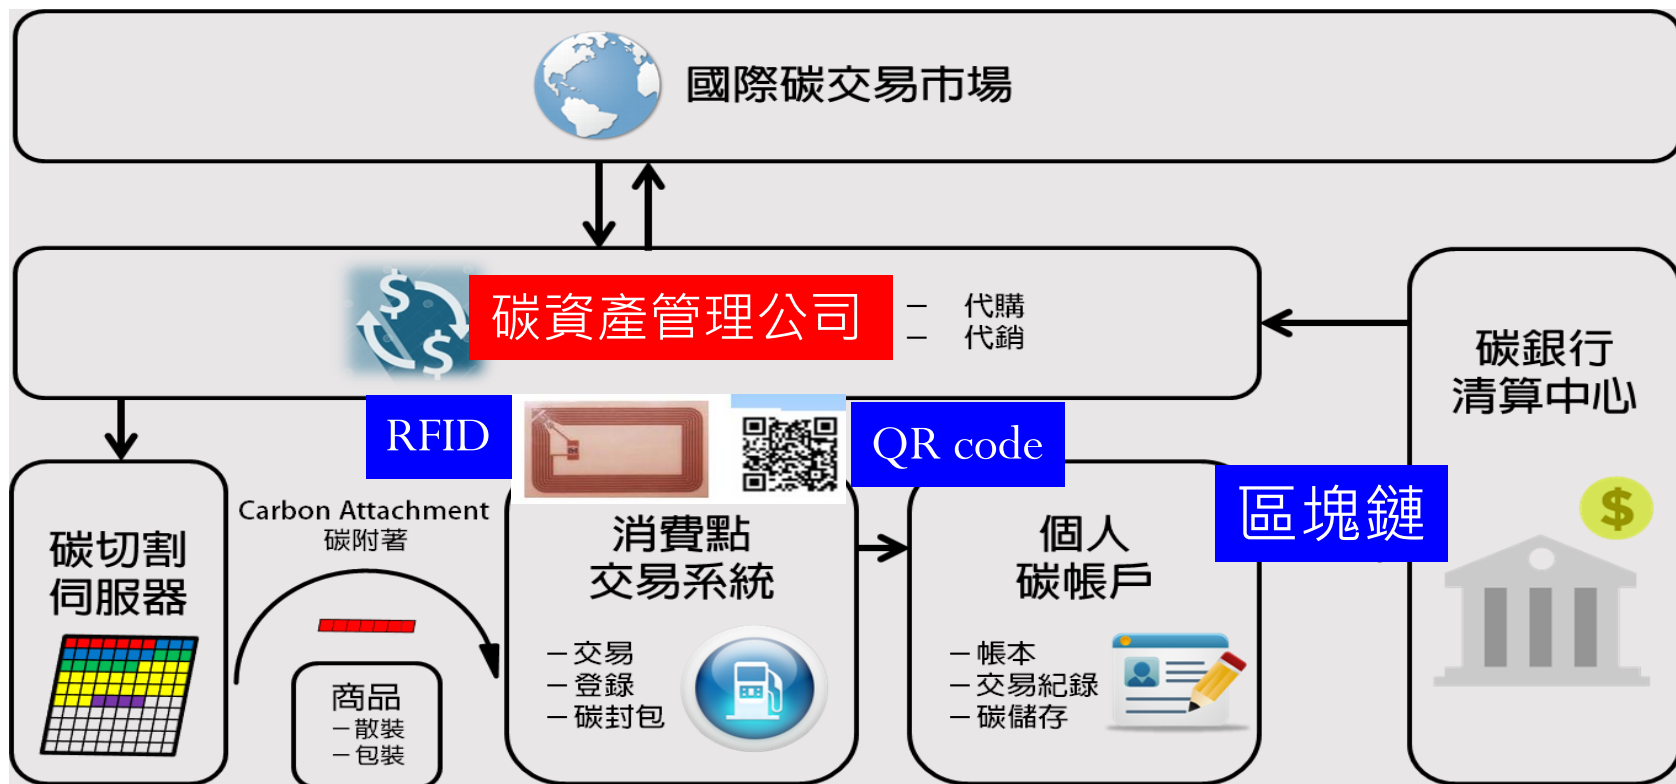 國際碳交易市場
碳資產管理公司
－ 代購
－ 代銷
碳銀行
清算中心
RFID
QR code
區塊鏈
碳切割
伺服器
Carbon Attachment
碳附著
商品
－散裝
－包裝
消費點
交易系統
－交易
－登錄
－碳封包
個人
碳帳戶
－帳本
－交易紀錄
－碳儲存
$
$
$